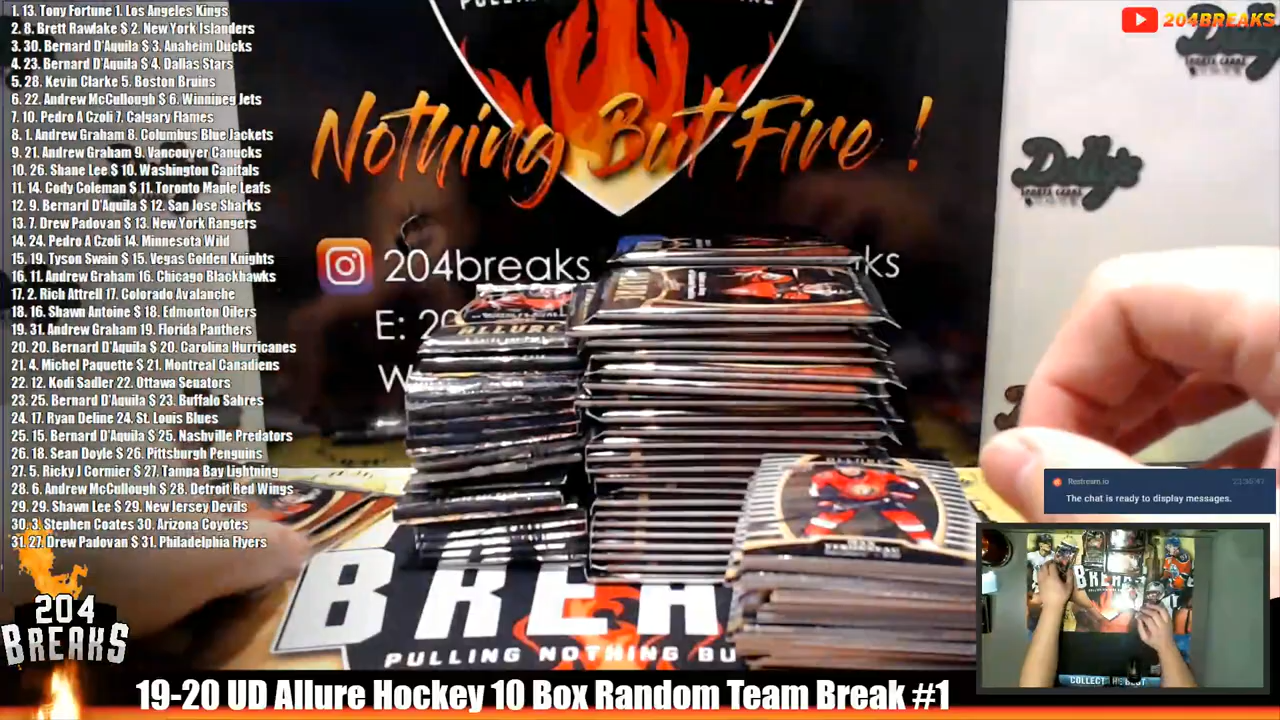 1. 13. Tony Fortune 1. Los Angeles Kings
2. 8. Brett Rawlake $ 2. New York Islanders
3. 30. Bernard D'Aquila $ 3. Anaheim Ducks
4. 23. Bernard D'Aquila $ 4. Dallas Stars
5. 28. Kevin Clarke 5. Boston Bruins
6. 22. Andrew McCullough $ 6. Winnipeg Jets
7. 10. Pedro A Czoli 7. Calgary Flames
8. 1. Andrew Graham 8. Columbus Blue Jackets
9. 21. Andrew Graham 9. Vancouver Canucks
10. 26. Shane Lee $ 10. Washington Capitals
11. 14. Cody Coleman $ 11. Toronto Maple Leafs
12. 9. Bernard D'Aquila $ 12. San Jose Sharks
13. 7. Drew Padovan $ 13. New York Rangers
14. 24. Pedro A Czoli 14. Minnesota Wild
15. 19. Tyson Swain $ 15. Vegas Golden Knights
16. 11. Andrew Graham 16. Chicago Blackhawks
17. 2. Rich Attrell 17. Colorado Avalanche
18. 16. Shawn Antoine $ 18. Edmonton Oilers
19. 31. Andrew Graham 19. Florida Panthers
20. 20. Bernard D'Aquila $ 20. Carolina Hurricanes
21. 4. Michel Paquette $ 21. Montreal Canadiens
22. 12. Kodi Sadler 22. Ottawa Senators
23. 25. Bernard D'Aquila $ 23. Buffalo Sabres
24. 17. Ryan Deline 24. St. Louis Blues
25. 15. Bernard D'Aquila $ 25. Nashville Predators
26. 18. Sean Doyle $ 26. Pittsburgh Penguins
27. 5. Ricky J Cormier $ 27. Tampa Bay Lightning
28. 6. Andrew McCullough $ 28. Detroit Red Wings
29. 29. Shawn Lee $ 29. New Jersey Devils
30. 3. Stephen Coates 30. Arizona Coyotes
31. 27. Drew Padovan $ 31. Philadelphia Flyers
204BREAKS
Dolly's
Nothing But Fire !
Dolly's
SPORTS CARDS
204breaks
ks
E: 20
W
ALLURE
Restream.io
The chat is ready to display messages.
BREA
PULLING NOTHING BU
204
BREAKS
COLLECT THE BEST
19-20 UD Allure Hockey 10 Box Random Team Break #1